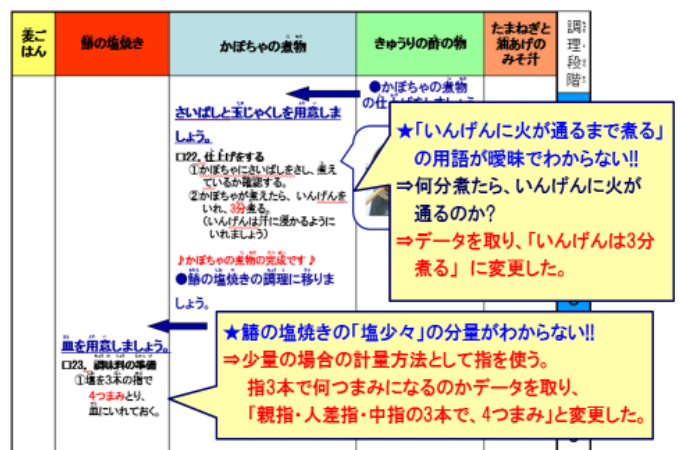 麦ごはん
鰆の塩焼き
かぼちゃの煮物
きゅうりの酢の物
たまねぎと
油あげの
みそ汁
調理段階
●かぼちゃの煮物
の仕上げをしましょう
さいばしと玉じゃくしを用意しま
しょう。
□22．仕上げをする
①かぼちゃにさいばしをさし、煮え
ているか確認する。
②かぼちゃが煮えたら、いんげんを
いれ、3分煮る。
（いんげんは汁に浸かるように
いれましょう）
♪かぼちゃの煮物の完成です♪
●鰆の塩焼きの調理に移りま
しょう。
★「いんげんに火が通るまで煮る」
の用語が曖昧でわからない!!
⇒何分煮たら、いんげんに火が
通るのか?
⇒データを取り、「いんげんは3分
煮る」 に変更した。
皿を用意しましょう。
□23．調味料の準備
①塩を3本の指で
4つまみとり、
皿にいれておく。
★鰆の塩焼きの「塩少々」の分量がわからない!!
⇒少量の場合の計量方法として指を使う。
指3本で何つまみになるのかデータを取り、
「親指・人差指・中指の3本で、4つまみ」と変更した。